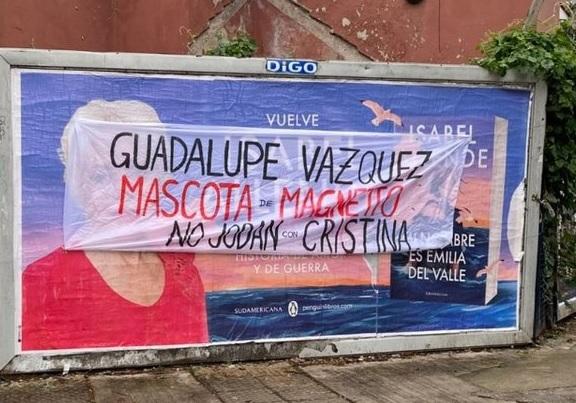 DIGO
VUELVE
ISABEL
GUADALUPE VAZQUEZ
MASCOTA DE MAGNETTO
NO JODAN CON CRISTINA
HISTORIA DE
Y DE GUERRA
ES EMILIA
DEL VALLE
SUDAMERICANA penguinlibros.com